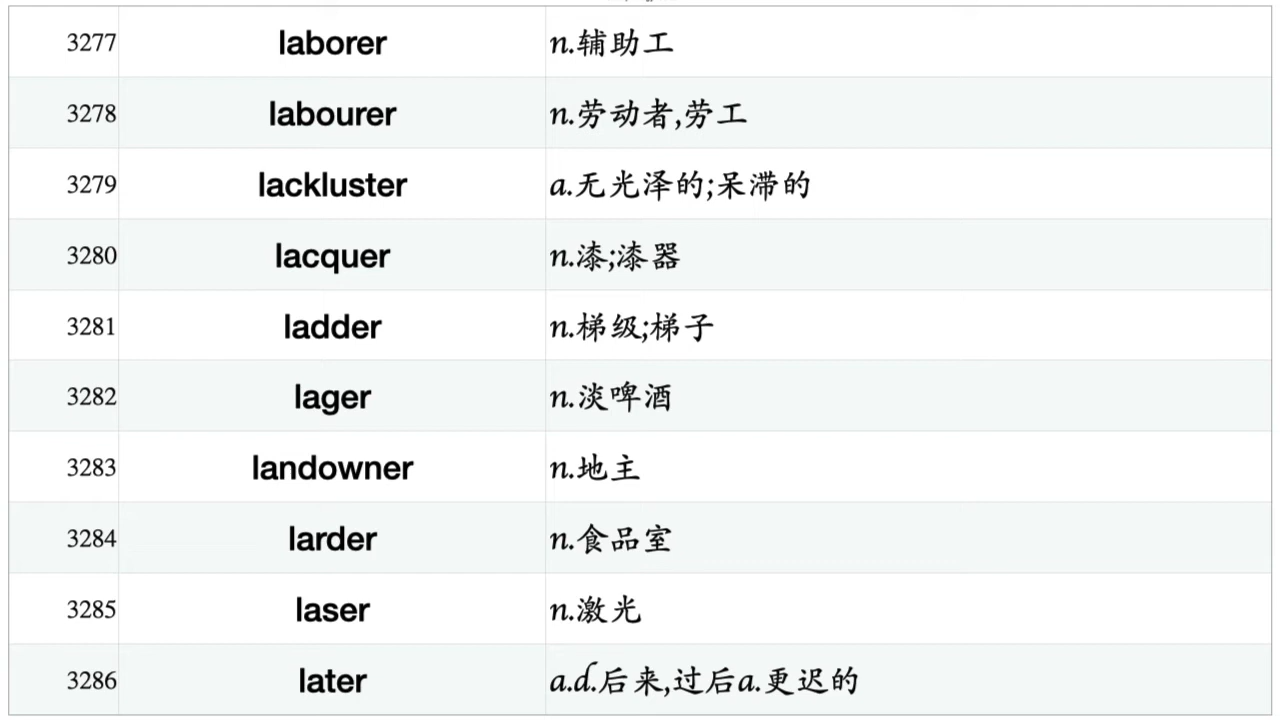 3277 laborer n.辅助工
3278 labourer n.劳动者,劳工
3279 lackluster a.无光泽的;呆滞的
3280 lacquer n.漆;漆器
3281 ladder n.梯级;梯子
3282 lager n.淡啤酒
3283 landowner n.地主
3284 larder n.食品室
3285 laser n.激光
3286 later a.d.后来,过后a.更迟的